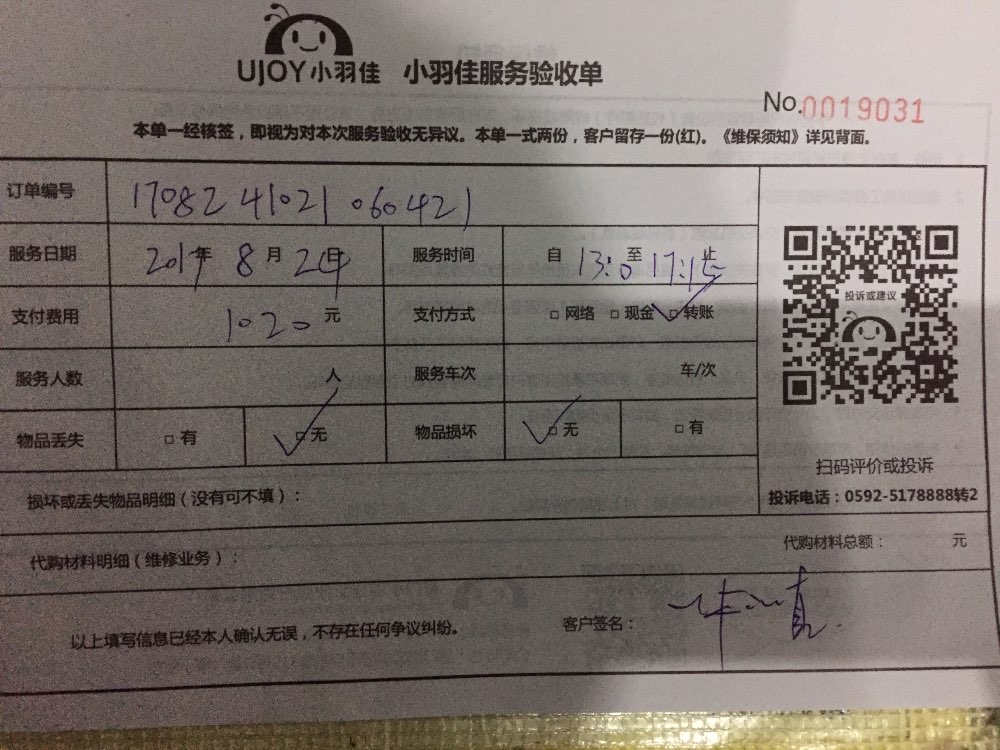 UJOY小羽佳 小羽佳服务验收单
No.0019031
本单一经核签，即视为对本次服务验收无异议。本单一式两份，客户留存一份(红)。《维保须知》详见背面。
订单编号 17082 41021 060421
服务日期 2017年 8月 24日 服务时间 自 13:0 至 17:15 止
投诉或建议
支付费用 1020 元 支付方式 □ 网络 □ 现金 ☑ 转账
服务人数 人 服务车次 车/次
物品丢失 □ 有 ☑ 无 物品损坏 ☑ 无 □ 有
扫码评价或投诉
投诉电话：0592-5178888转2
损坏或丢失物品明细（没有可不填）：
代购材料明细（维修业务）： 代购材料总额： 元
以上填写信息已经本人确认无误，不存在任何争议纠纷。 客户签名：